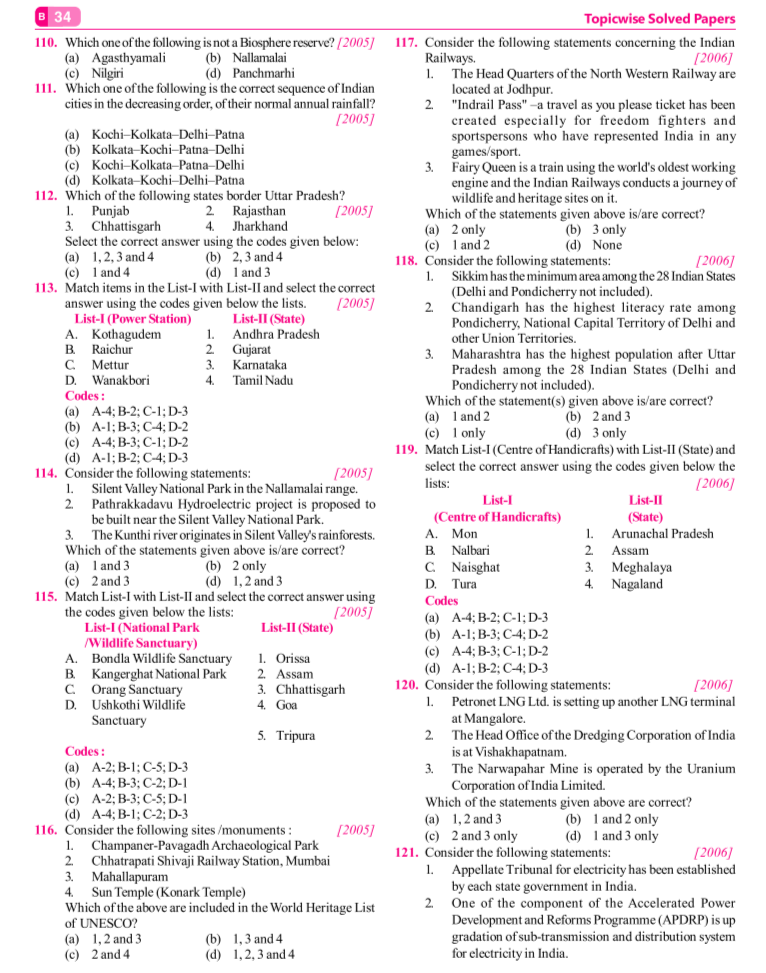 B 34
Topicwise Solved Papers
110. Which one of the following is not a Biosphere reserve? [2005]
(a) Agasthyamali (b) Nallamalai
(c) Nilgiri (d) Panchmarhi
111. Which one of the following is the correct sequence of Indian
cities in the decreasing order, of their normal annual rainfall?
[2005]
(a) Kochi–Kolkata–Delhi–Patna
(b) Kolkata–Kochi–Patna–Delhi
(c) Kochi–Kolkata–Patna–Delhi
(d) Kolkata–Kochi–Delhi–Patna
112. Which of the following states border Uttar Pradesh?
1. Punjab 2. Rajasthan [2005]
3. Chhattisgarh 4. Jharkhand
Select the correct answer using the codes given below:
(a) 1, 2, 3 and 4 (b) 2, 3 and 4
(c) 1 and 4 (d) 1 and 3
113. Match items in the List-I with List-II and select the correct
answer using the codes given below the lists. [2005]
List-I (Power Station) List-II (State)
A. Kothagudem 1. Andhra Pradesh
B. Raichur 2. Gujarat
C. Mettur 3. Karnataka
D. Wanakbori 4. Tamil Nadu
Codes :
(a) A-4; B-2; C-1; D-3
(b) A-1; B-3; C-4; D-2
(c) A-4; B-3; C-1; D-2
(d) A-1; B-2; C-4; D-3
114. Consider the following statements: [2005]
1. Silent Valley National Park in the Nallamalai range.
2. Pathrakkadavu Hydroelectric project is proposed to
be built near the Silent Valley National Park.
3. The Kunthi river originates in Silent Valley's rainforests.
Which of the statements given above is/are correct?
(a) 1 and 3 (b) 2 only
(c) 2 and 3 (d) 1, 2 and 3
115. Match List-I with List-II and select the correct answer using
the codes given below the lists: [2005]
List-I (National Park List-II (State)
/Wildlife Sanctuary)
A. Bondla Wildlife Sanctuary 1. Orissa
B. Kangerghat National Park 2. Assam
C. Orang Sanctuary 3. Chhattisgarh
D. Ushkothi Wildlife 4. Goa
Sanctuary
5. Tripura
Codes :
(a) A-2; B-1; C-5; D-3
(b) A-4; B-3; C-2; D-1
(c) A-2; B-3; C-5; D-1
(d) A-4; B-1; C-2; D-3
116. Consider the following sites /monuments : [2005]
1. Champaner-Pavagadh Archaeological Park
2. Chhatrapati Shivaji Railway Station, Mumbai
3. Mahallapuram
4. Sun Temple (Konark Temple)
Which of the above are included in the World Heritage List
of UNESCO?
(a) 1, 2 and 3 (b) 1, 3 and 4
(c) 2 and 4 (d) 1, 2, 3 and 4
117. Consider the following statements concerning the Indian
Railways. [2006]
1. The Head Quarters of the North Western Railway are
located at Jodhpur.
2. "Indrail Pass" –a travel as you please ticket has been
created especially for freedom fighters and
sportspersons who have represented India in any
games/sport.
3. Fairy Queen is a train using the world's oldest working
engine and the Indian Railways conducts a journey of
wildlife and heritage sites on it.
Which of the statements given above is/are correct?
(a) 2 only (b) 3 only
(c) 1 and 2 (d) None
118. Consider the following statements: [2006]
1. Sikkim has the minimum area among the 28 Indian States
(Delhi and Pondicherry not included).
2. Chandigarh has the highest literacy rate among
Pondicherry, National Capital Territory of Delhi and
other Union Territories.
3. Maharashtra has the highest population after Uttar
Pradesh among the 28 Indian States (Delhi and
Pondicherry not included).
Which of the statement(s) given above is/are correct?
(a) 1 and 2 (b) 2 and 3
(c) 1 only (d) 3 only
119. Match List-I (Centre of Handicrafts) with List-II (State) and
select the correct answer using the codes given below the
lists: [2006]
List-I List-II
(Centre of Handicrafts) (State)
A. Mon 1. Arunachal Pradesh
B. Nalbari 2. Assam
C. Naisghat 3. Meghalaya
D. Tura 4. Nagaland
Codes
(a) A-4; B-2; C-1; D-3
(b) A-1; B-3; C-4; D-2
(c) A-4; B-3; C-1; D-2
(d) A-1; B-2; C-4; D-3
120. Consider the following statements: [2006]
1. Petronet LNG Ltd. is setting up another LNG terminal
at Mangalore.
2. The Head Office of the Dredging Corporation of India
is at Vishakhapatnam.
3. The Narwapahar Mine is operated by the Uranium
Corporation of India Limited.
Which of the statements given above are correct?
(a) 1, 2 and 3 (b) 1 and 2 only
(c) 2 and 3 only (d) 1 and 3 only
121. Consider the following statements: [2006]
1. Appellate Tribunal for electricity has been established
by each state government in India.
2. One of the component of the Accelerated Power
Development and Reforms Programme (APDRP) is up
gradation of sub-transmission and distribution system
for electricity in India.